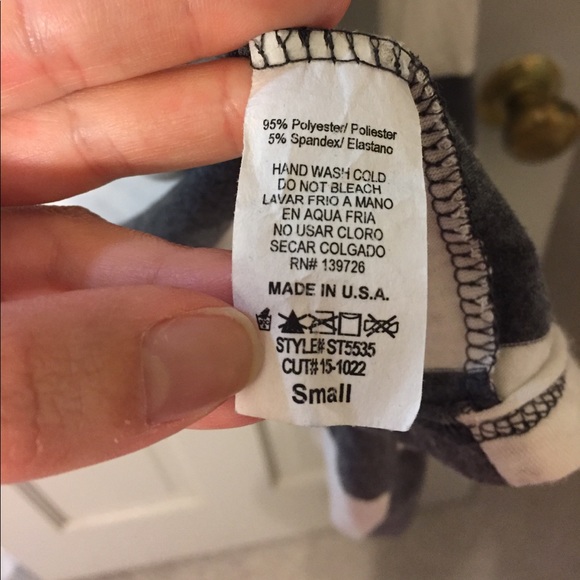 95% Polyester/ Poliester
5% Spandex/ Elastano
HAND WASH COLD
DO NOT BLEACH
LAVAR FRIO A MANO
EN AQUA FRIA
NO USAR CLORO
SECAR COLGADO
RN# 139726
MADE IN U.S.A.
STYLE# ST5535
CUT# 15-1022
Small